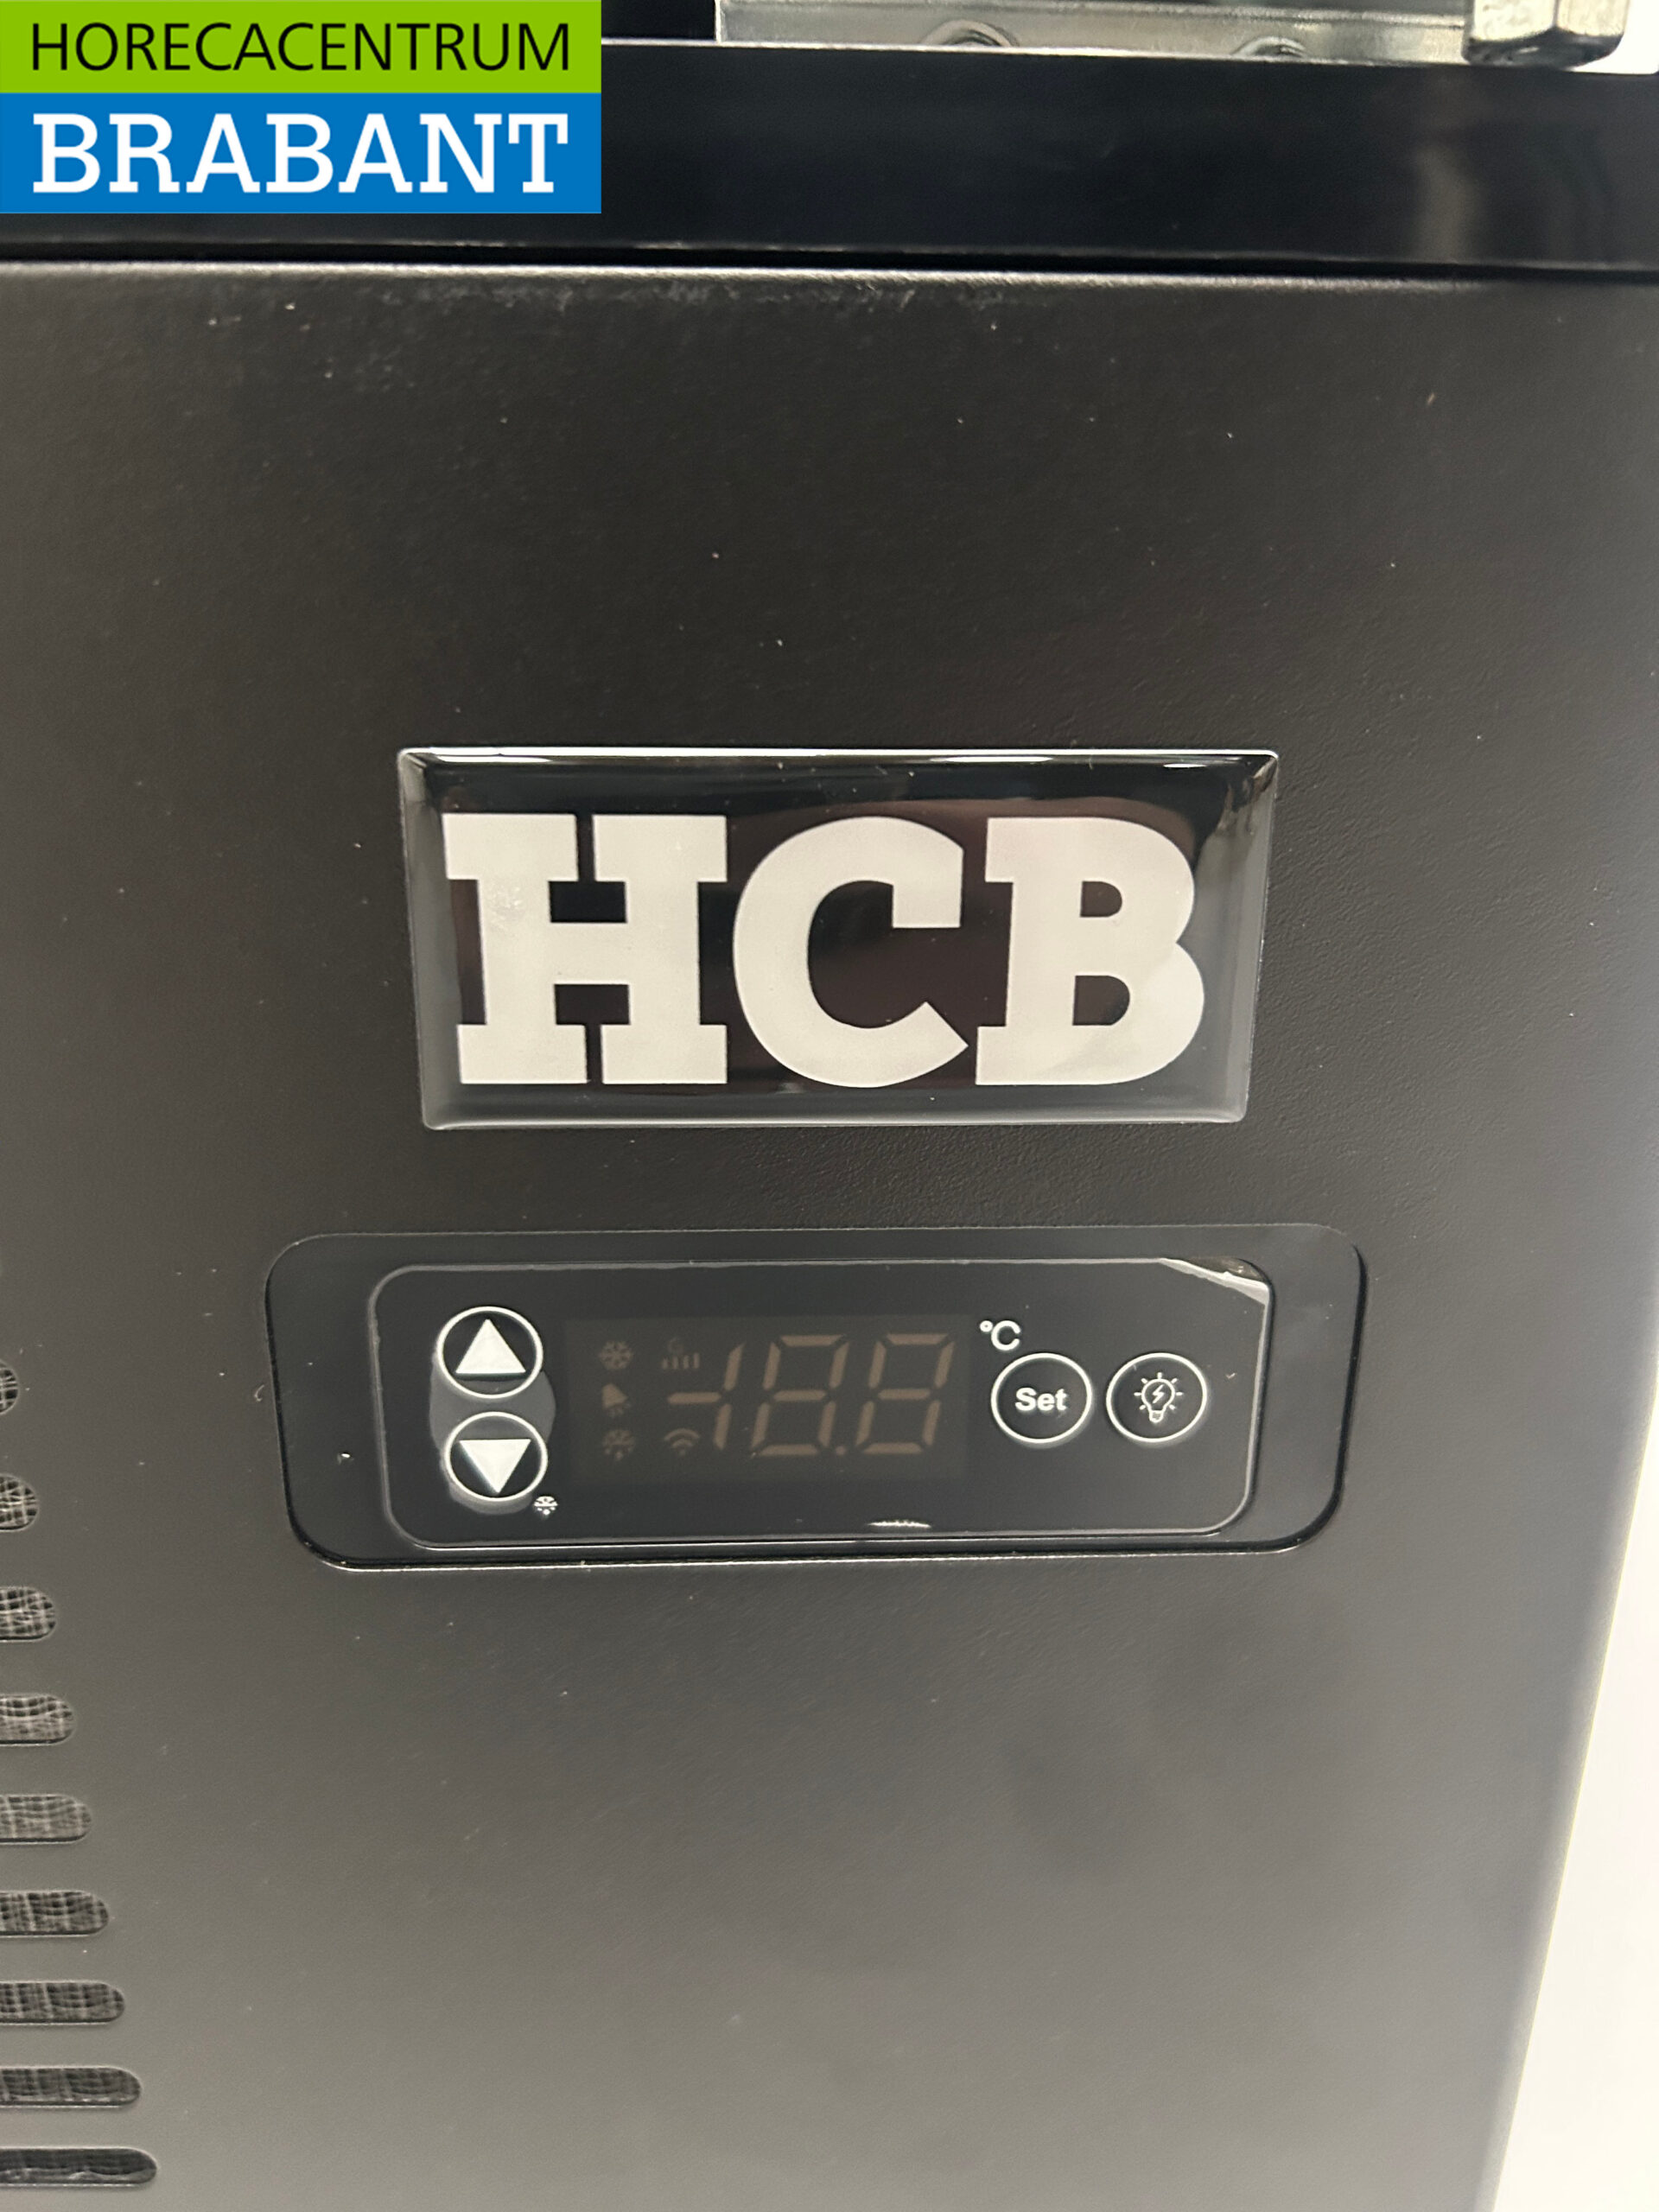 HORECACENTRUM
BRABANT
HCB
°C
Set